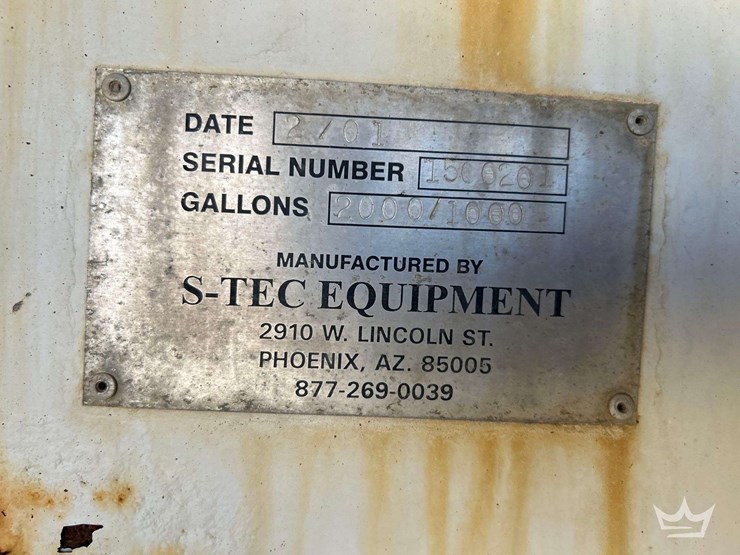 DATE 2/01
SERIAL NUMBER 1500201
GALLONS 2000/1000
MANUFACTURED BY
S-TEC EQUIPMENT
2910 W. LINCOLN ST.
PHOENIX, AZ. 85005
877-269-0039